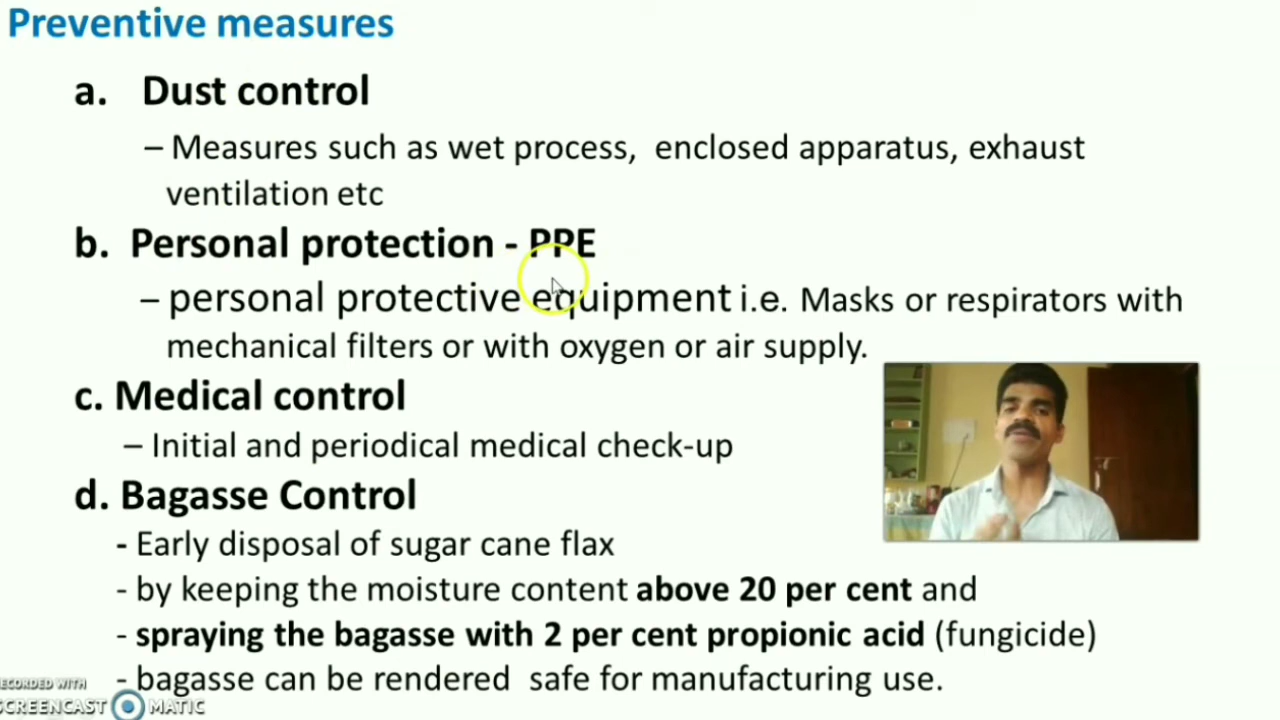 Preventive measures
a. Dust control
– Measures such as wet process, enclosed apparatus, exhaust
ventilation etc
b. Personal protection - PPE
– personal protective equipment i.e. Masks or respirators with
mechanical filters or with oxygen or air supply.
c. Medical control
– Initial and periodical medical check-up
d. Bagasse Control
- Early disposal of sugar cane flax
- by keeping the moisture content above 20 per cent and
- spraying the bagasse with 2 per cent propionic acid (fungicide)
- bagasse can be rendered safe for manufacturing use.
ECORDED WITH
SCREENCAST MATIC